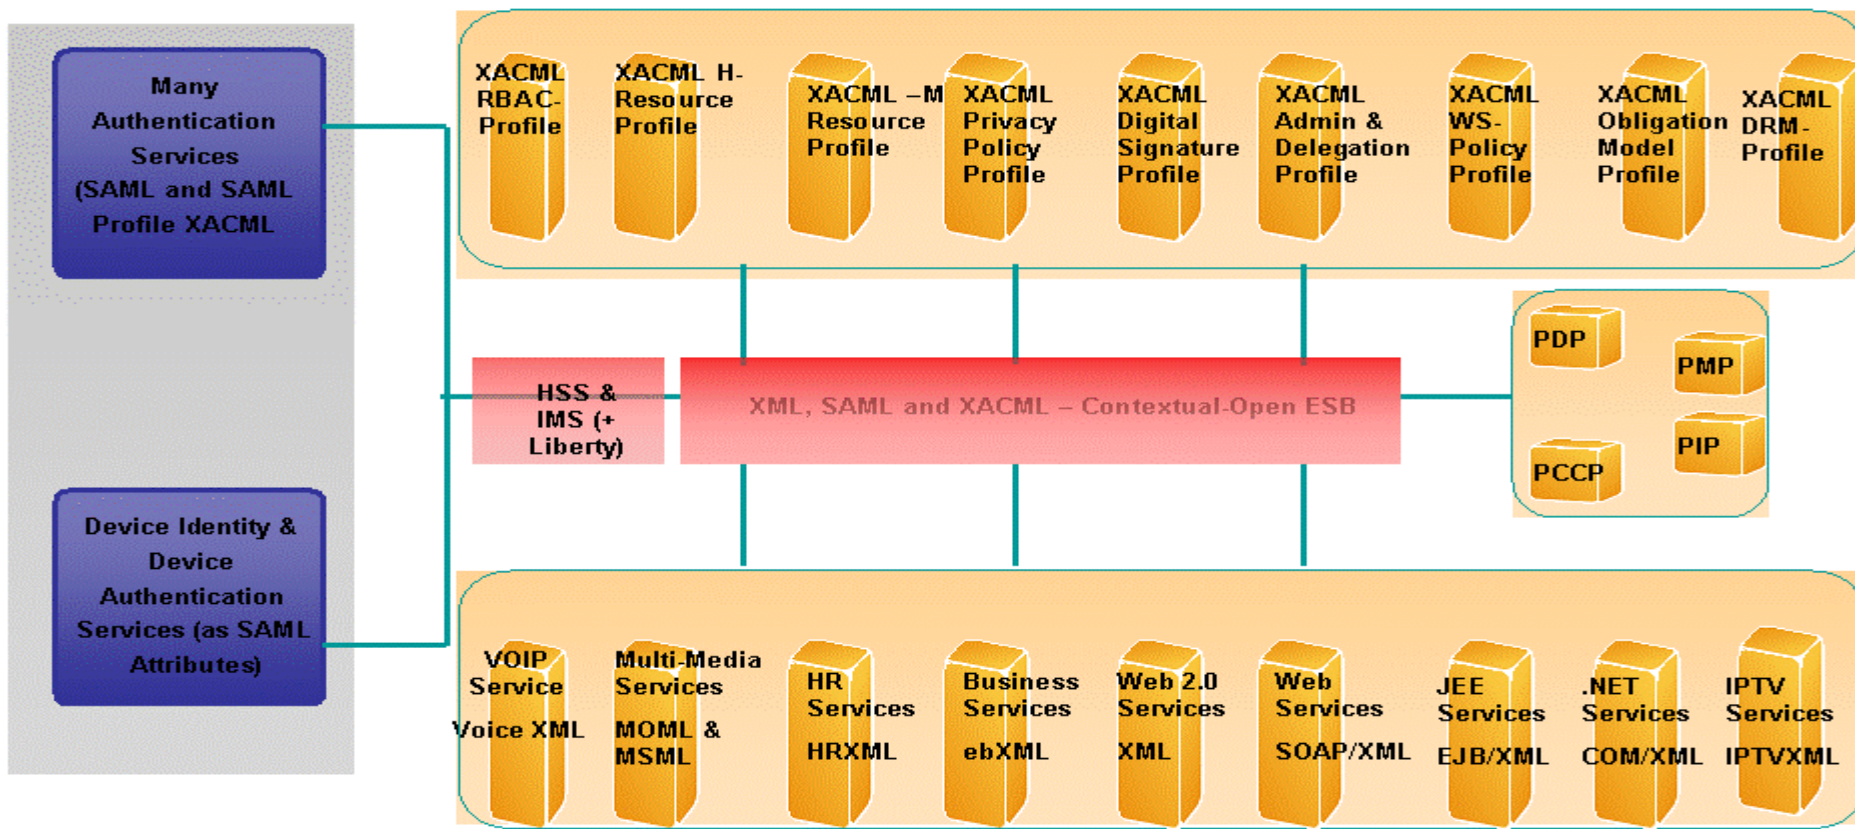 Many
Authentication
Services
(SAML and SAML
Profile XACML
Device Identity &
Device
Authentication
Services (as SAML
Attributes)
XACML
RBAC-
Profile
XACML H-
Resource
Profile
XACML –M
Resource
Profile
XACML
Privacy
Policy
Profile
XACML
Digital
Signature
Profile
XACML
Admin &
Delegation
Profile
XACML
WS-
Policy
Profile
XACML
Obligation
Model
Profile
XACML
DRM-
Profile
HSS &
IMS (+
Liberty)
XML, SAML and XACML – Contextual-Open ESB
PDP
PMP
PIP
PCCP
VOIP
Service
Voice XML
Multi-Media
Services
MOML &
MSML
HR
Services
HRXML
Business
Services
ebXML
Web 2.0
Services
XML
Web
Services
SOAP/XML
JEE
Services
EJB/XML
.NET
Services
COM/XML
IPTV
Services
IPTVXML